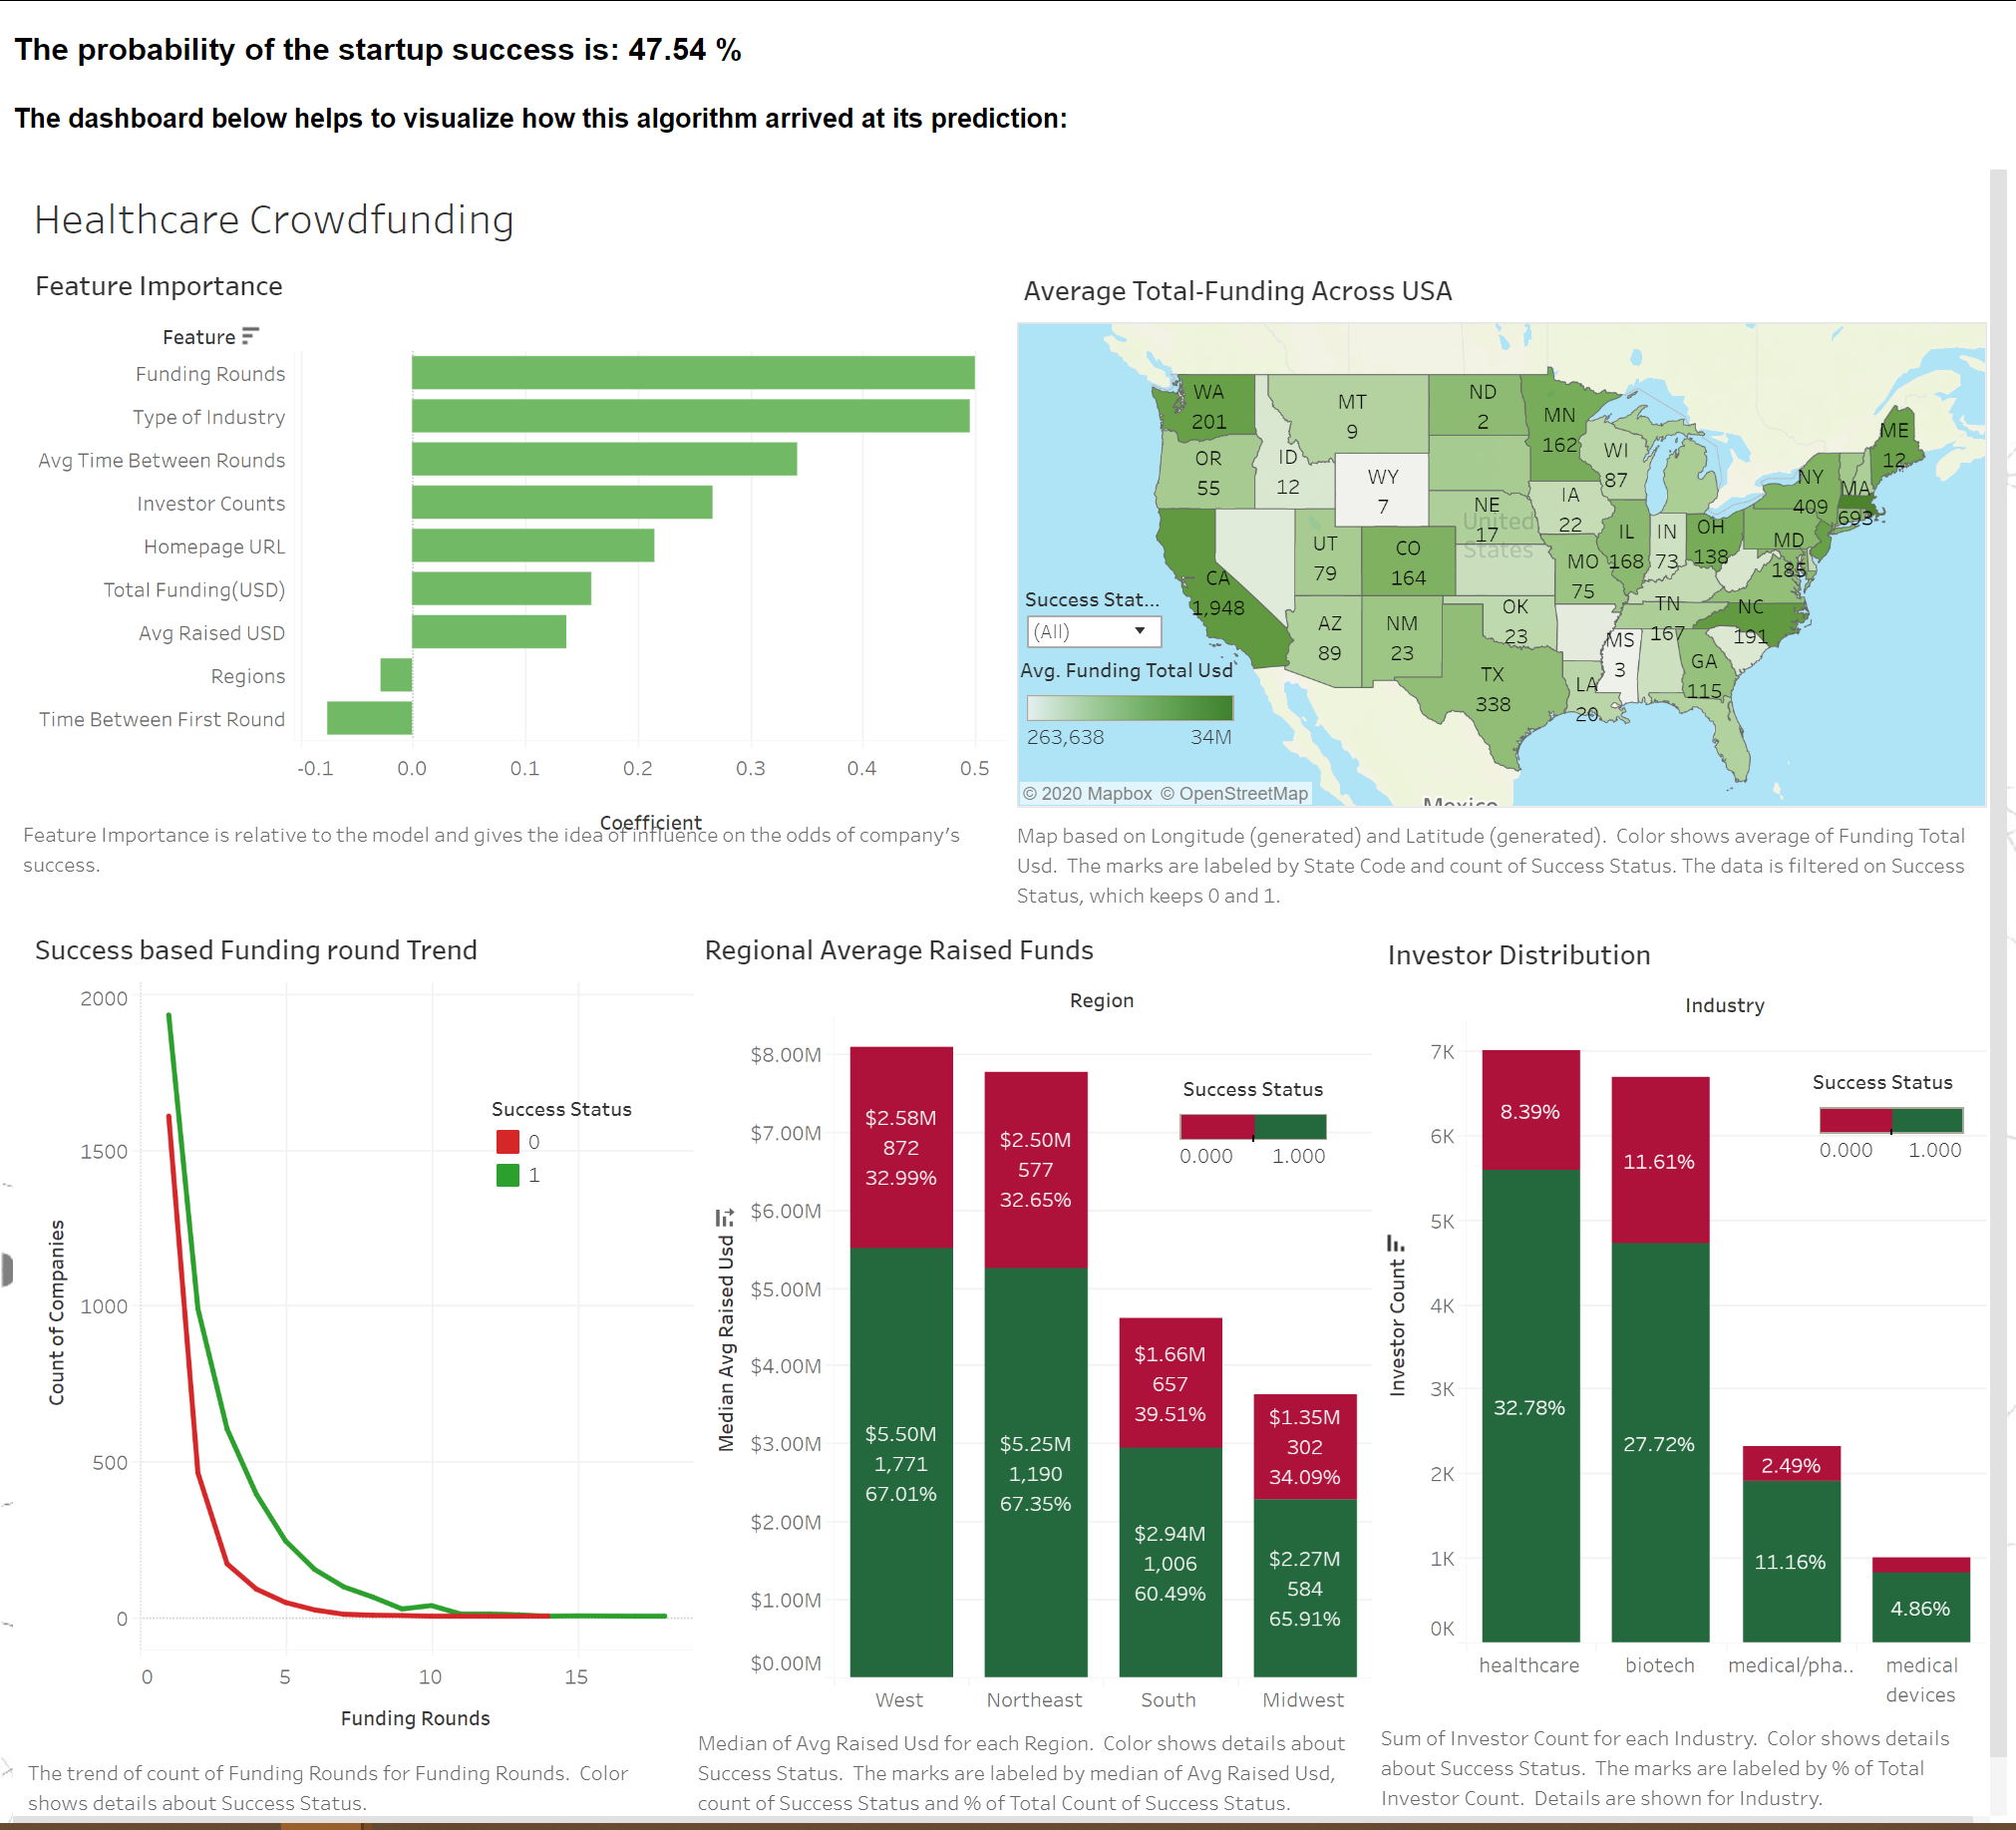 The probability of the startup success is: 47.54 %
The dashboard below helps to visualize how this algorithm arrived at its prediction:
Healthcare Crowdfunding
Feature Importance
Feature
Funding Rounds
Type of Industry
Avg Time Between Rounds
Investor Counts
Homepage URL
Total Funding(USD)
Avg Raised USD
Regions
Time Between First Round
-0.1 0.0 0.1 0.2 0.3 0.4 0.5
Coefficient
Feature Importance is relative to the model and gives the idea of influence on the odds of company's
success.
Average Total-Funding Across USA
WA
201
MT
9
ND
2
MN
162
ME
12
OR
55
ID
12
WY
7
WI
87
NY
409
MA
693
NE
17
IA
22
United
States
UT
79
CO
164
IL
168
IN
73
OH
138
MD
185
MO
75
CA
1,948
AZ
89
NM
23
OK
23
TN
167
NC
191
MS
3
GA
115
TX
338
LA
20
Success Stat...
(All)
Avg. Funding Total Usd
263,638 34M
© 2020 Mapbox © OpenStreetMap
Mexico
Map based on Longitude (generated) and Latitude (generated). Color shows average of Funding Total
Usd. The marks are labeled by State Code and count of Success Status. The data is filtered on Success
Status, which keeps 0 and 1.
Success based Funding round Trend
Count of Companies
2000
1500
1000
500
0
Success Status
0
1
0 5 10 15
Funding Rounds
The trend of count of Funding Rounds for Funding Rounds. Color
shows details about Success Status.
Regional Average Raised Funds
Region
Median Avg Raised Usd
$8.00M
$7.00M
$6.00M
$5.00M
$4.00M
$3.00M
$2.00M
$1.00M
$0.00M
Success Status
0.000 1.000
$2.58M
872
32.99%
$5.50M
1,771
67.01%
$2.50M
577
32.65%
$5.25M
1,190
67.35%
$1.66M
657
39.51%
$2.94M
1,006
60.49%
$1.35M
302
34.09%
$2.27M
584
65.91%
West Northeast South Midwest
Median of Avg Raised Usd for each Region. Color shows details about
Success Status. The marks are labeled by median of Avg Raised Usd,
count of Success Status and % of Total Count of Success Status.
Investor Distribution
Industry
Investor Count
7K
6K
5K
4K
3K
2K
1K
0K
Success Status
0.000 1.000
8.39%
32.78%
11.61%
27.72%
2.49%
11.16%
4.86%
healthcare biotech medical/pha.. medical
devices
Sum of Investor Count for each Industry. Color shows details
about Success Status. The marks are labeled by % of Total
Investor Count. Details are shown for Industry.